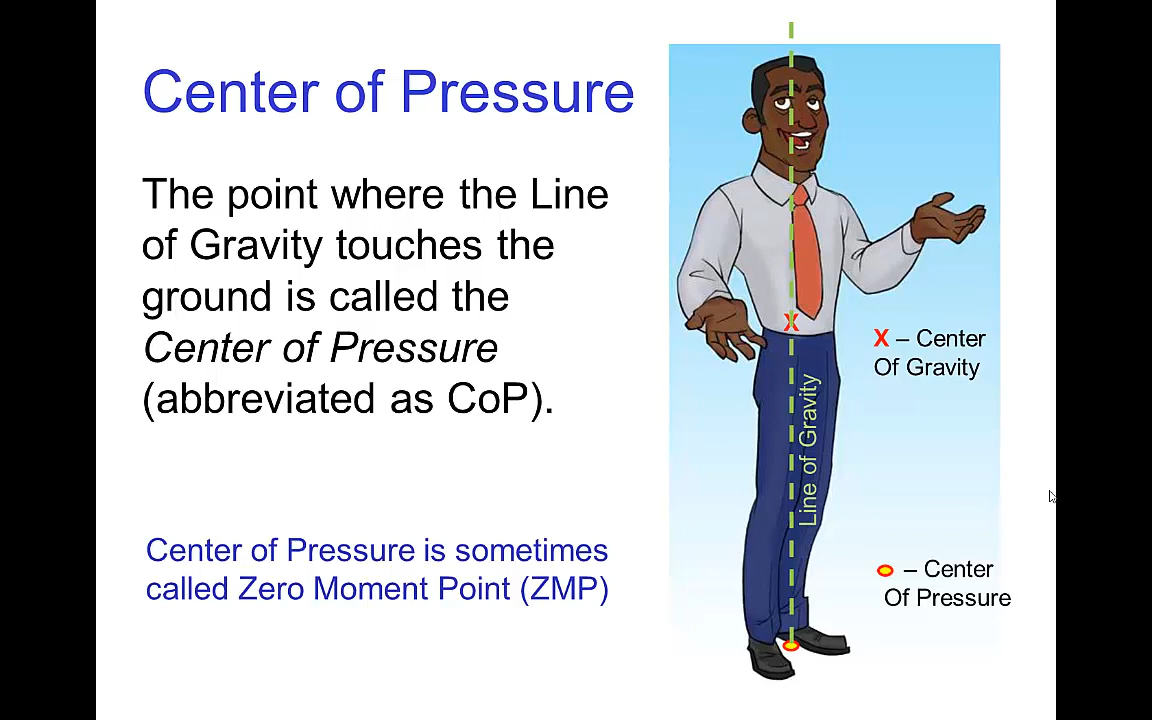 Center of Pressure
The point where the Line
of Gravity touches the
ground is called the
Center of Pressure
(abbreviated as CoP).
Center of Pressure is sometimes
called Zero Moment Point (ZMP)
X
Line of Gravity
X – Center
Of Gravity
– Center
Of Pressure